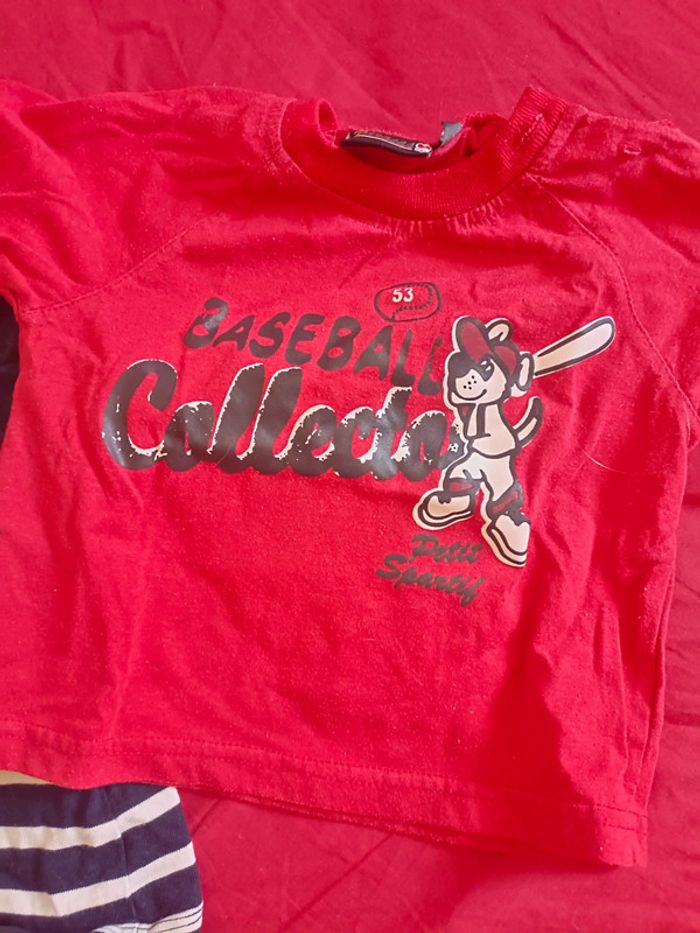 53
BASEBALL
Collecto
Petit
Sportif